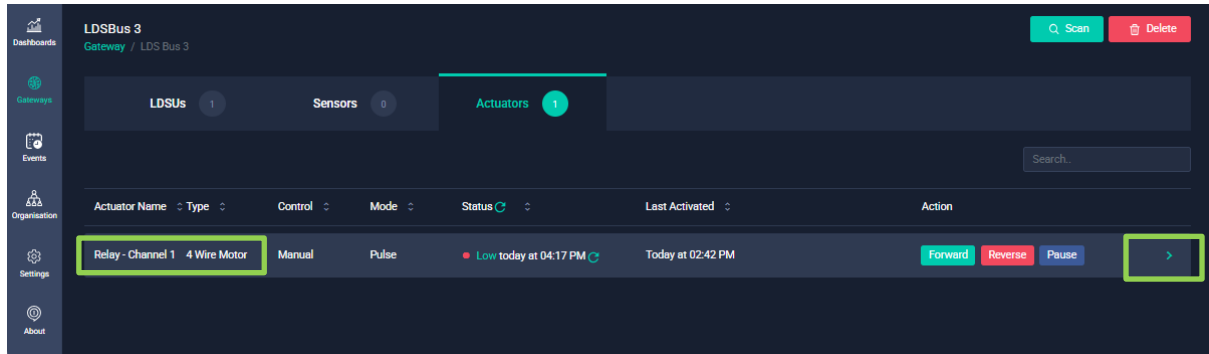 Dashboards
Gateways
Events
Organisation
Settings
About
LDSBus 3
Gateway / LDS Bus 3
Scan
Delete
LDSUs 1
Sensors 0
Actuators 1
Search..
Actuator Name Type Control Mode Status Last Activated Action
Relay - Channel 1 4 Wire Motor Manual Pulse Low today at 04:17 PM Today at 02:42 PM Forward Reverse Pause